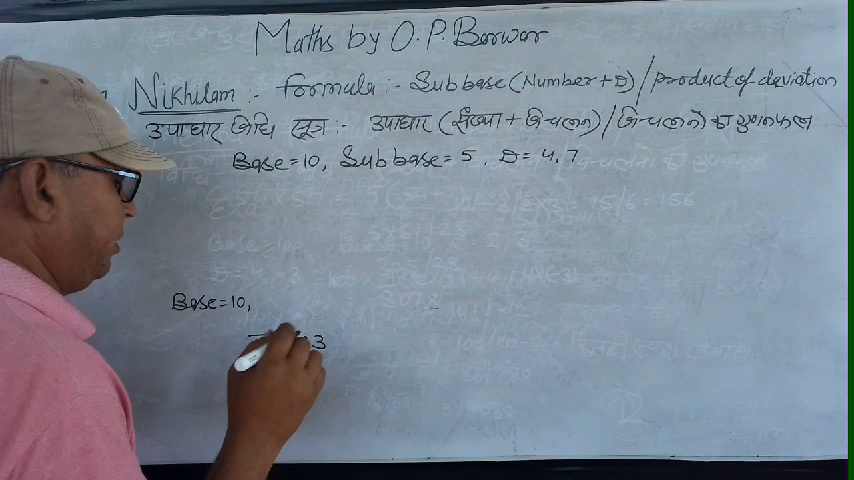 Maths by O.P. Barwar
Nikhilam :- formula :- Subbase (Number + D) / product of deviation
उपाधार विधि सूत्र :- उपाधार (संख्या + विचलन) / विचलनों का गुणनफल
Base = 10, Subbase = 5, D = 4, 7
Base = 10,
3